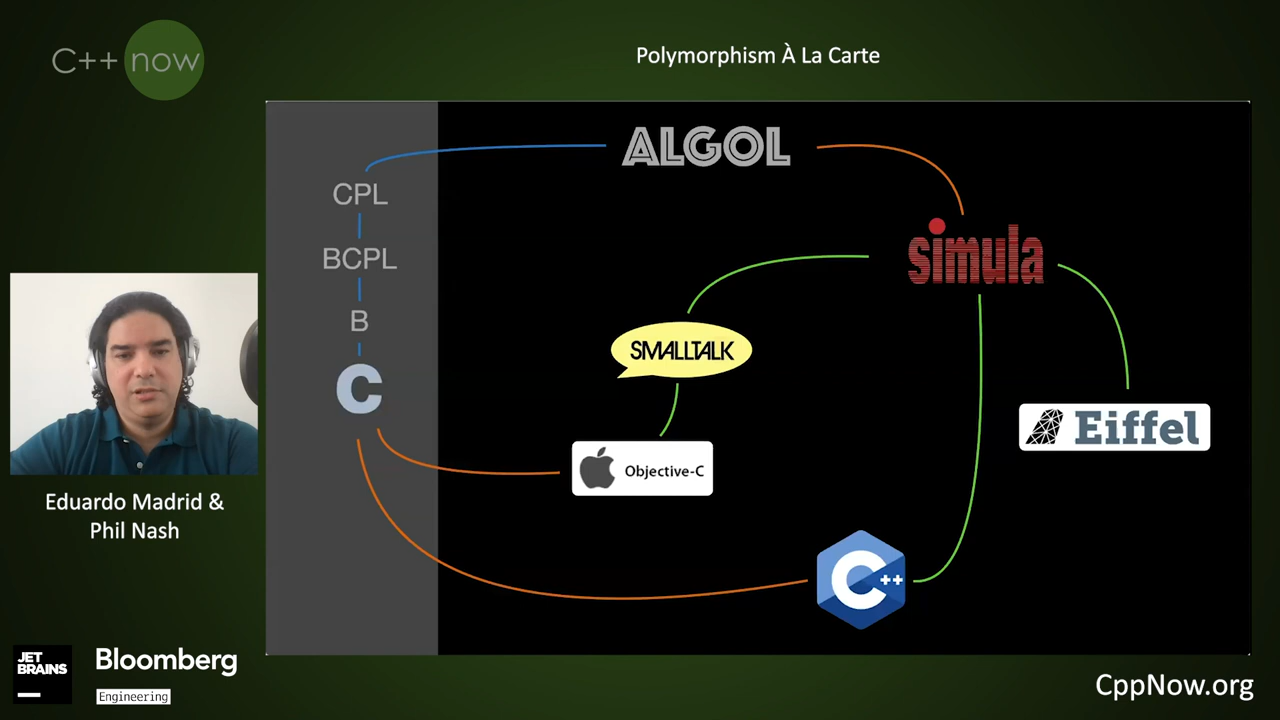 C++ now
Polymorphism À La Carte
ALGOL
CPL
simula
BCPL
B
SMALLTALK
C
Eiffel
Objective-C
C++
Eduardo Madrid &
Phil Nash
JET
BRAINS
Bloomberg
Engineering
CppNow.org